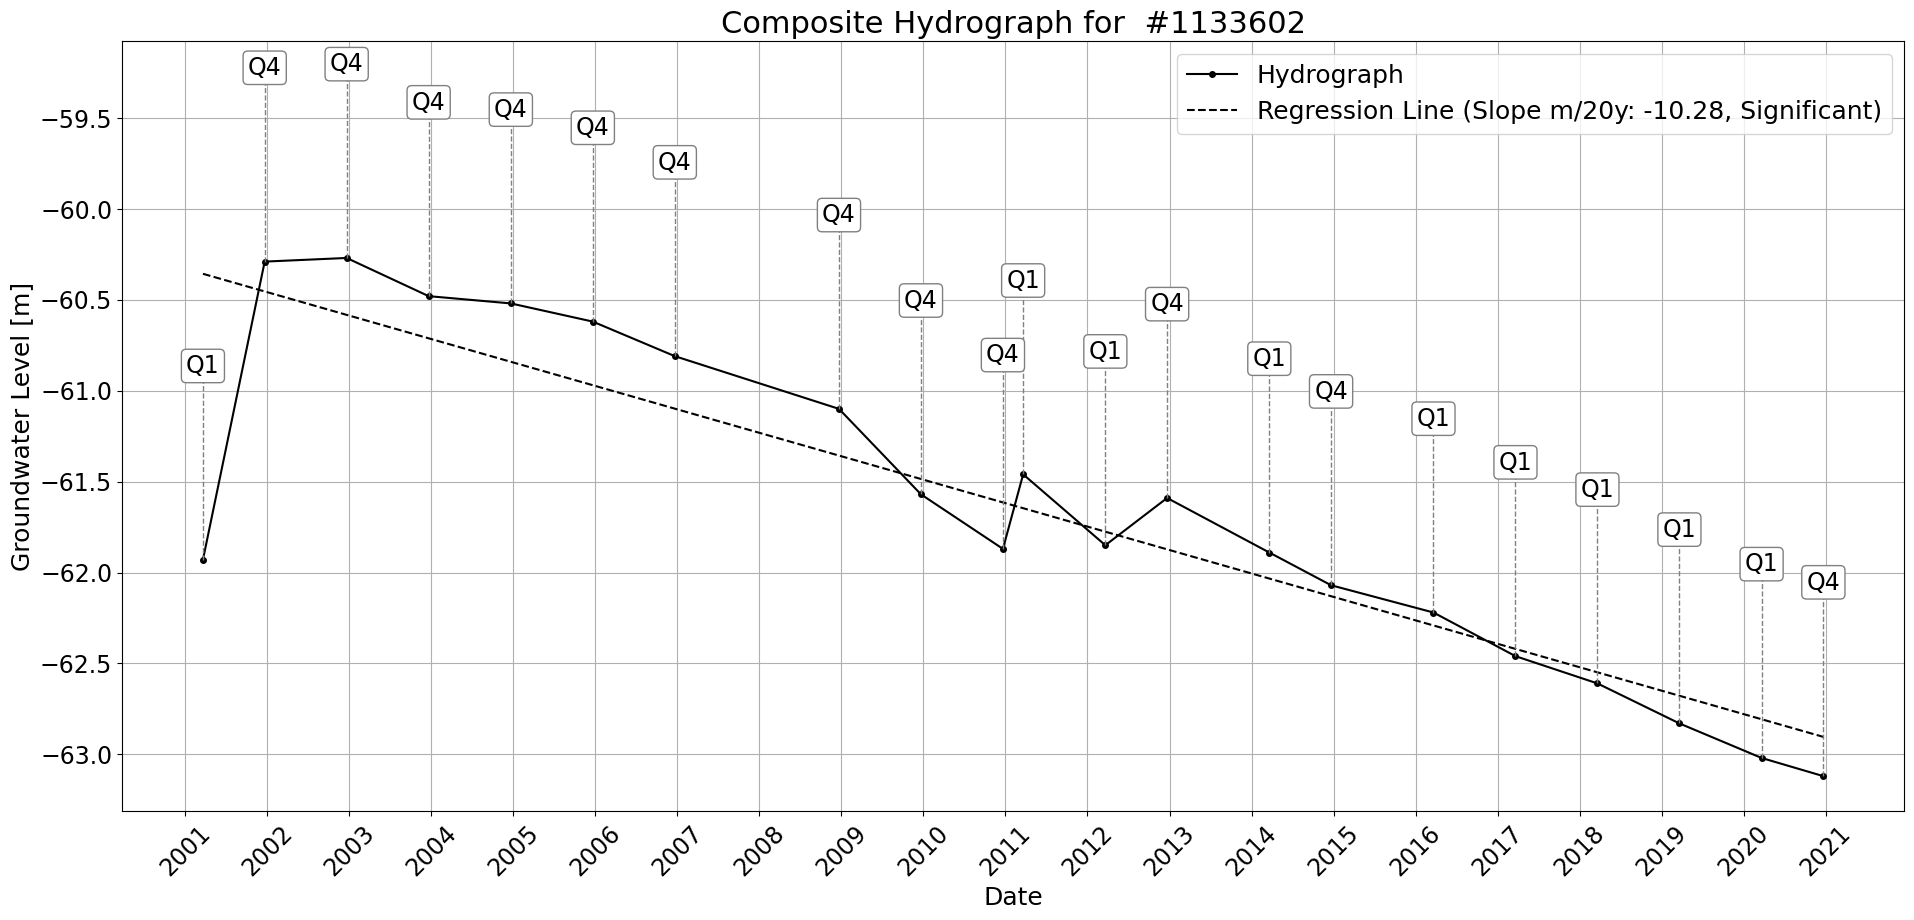 Composite Hydrograph for  #1133602
Hydrograph
Regression Line (Slope m/20y: -10.28, Significant)
Groundwater Level [m]
−59.5
−60.0
−60.5
−61.0
−61.5
−62.0
−62.5
−63.0
Q1
Q4
Q4
Q4
Q4
Q4
Q4
Q4
Q4
Q4
Q1
Q1
Q4
Q1
Q4
Q1
Q1
Q1
Q1
Q1
Q4
2001
2002
2003
2004
2005
2006
2007
2008
2009
2010
2011
2012
2013
2014
2015
2016
2017
2018
2019
2020
2021
Date